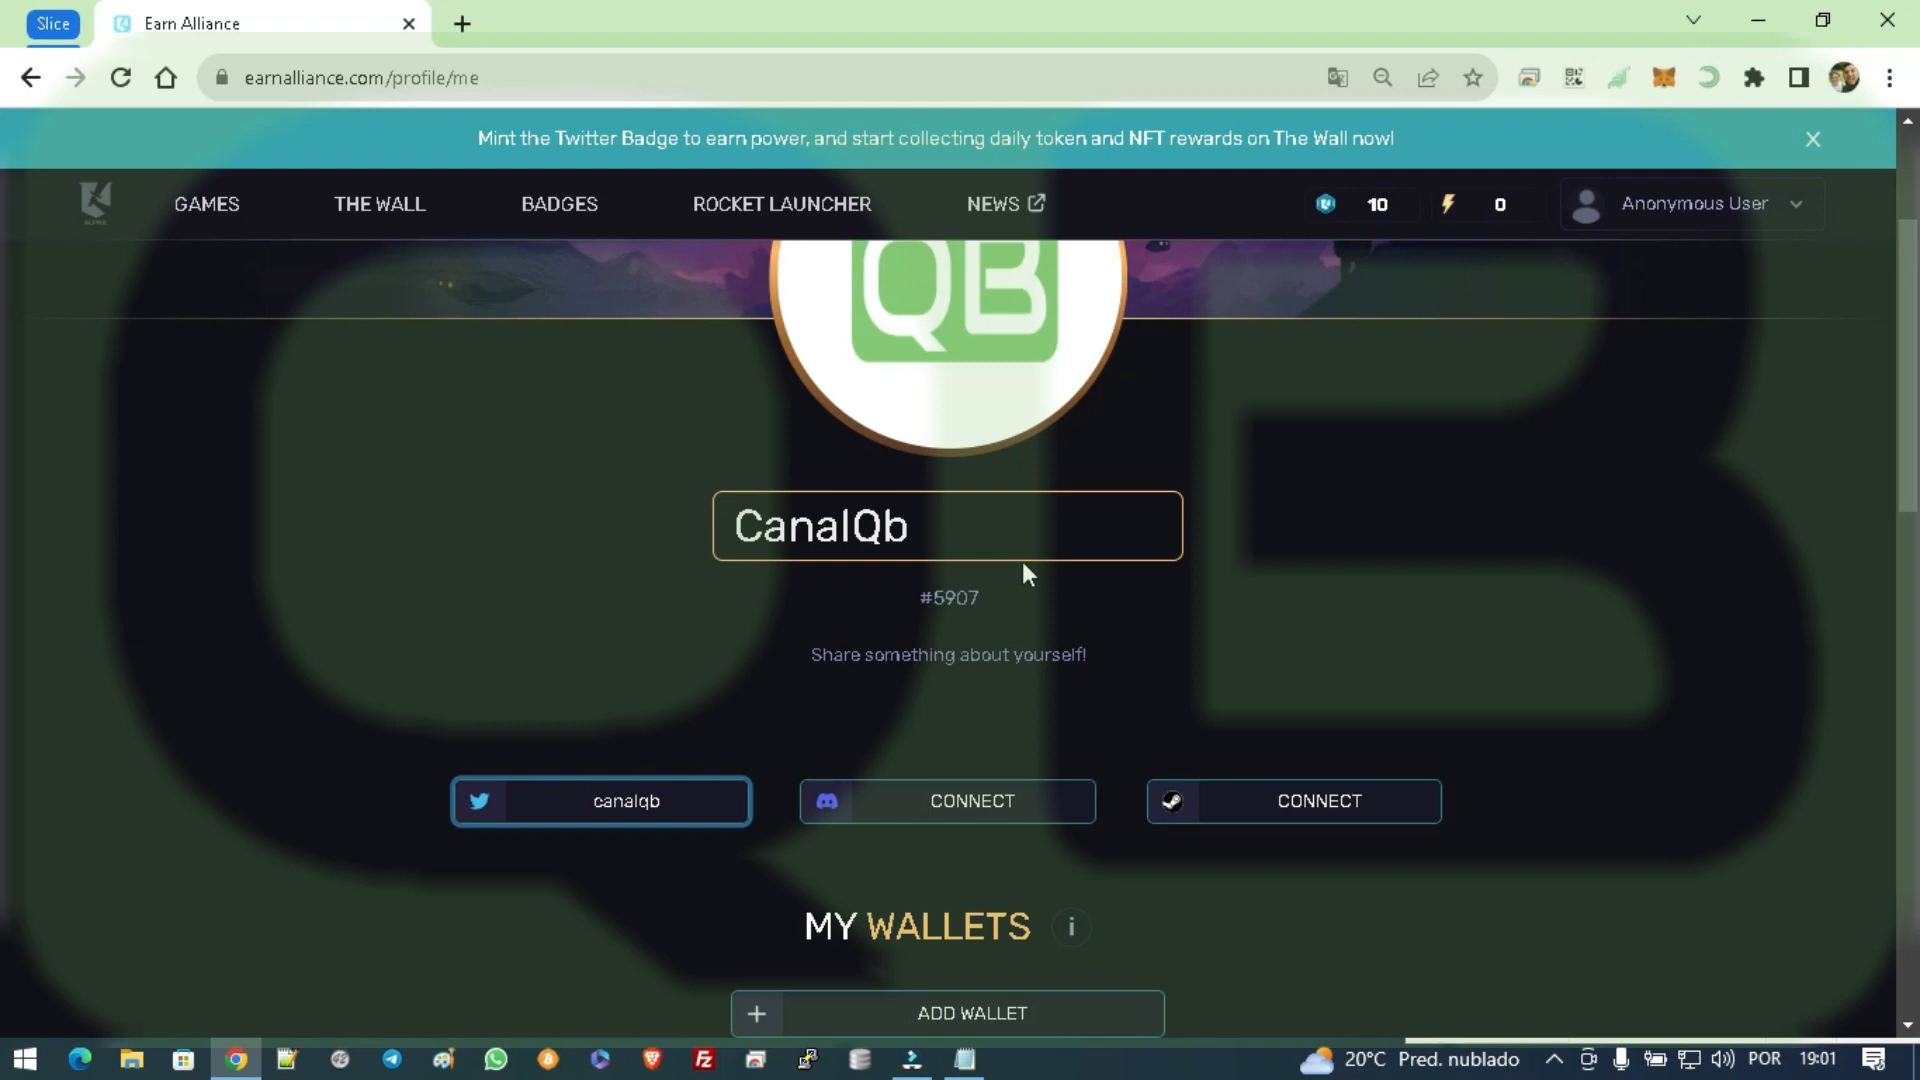 Slice
Earn Alliance
earnalliance.com/profile/me
Mint the Twitter Badge to earn power, and start collecting daily token and NFT rewards on The Wall now!
GAMES THE WALL BADGES ROCKET LAUNCHER NEWS 10 0 Anonymous User
QB
CanalQb
#5907
Share something about yourself!
canalqb CONNECT CONNECT
MY WALLETS i
+ ADD WALLET
20°C Pred. nublado POR 19:01